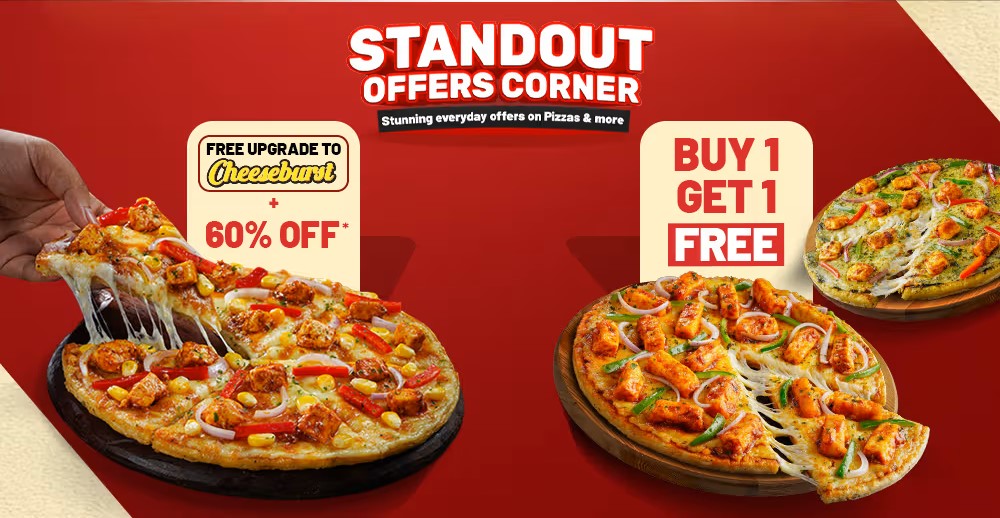 STANDOUT
OFFERS CORNER
Stunning everyday offers on Pizzas & more
FREE UPGRADE TO
Cheeseburst
+
60% OFF*
BUY 1
GET 1
FREE